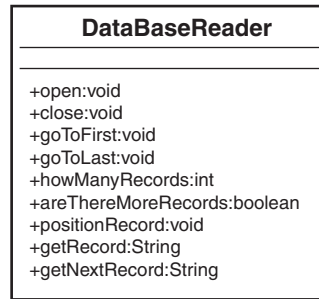 DataBaseReader
+open:void
+close:void
+goToFirst:void
+goToLast:void
+howManyRecords:int
+areThereMoreRecords:boolean
+positionRecord:void
+getRecord:String
+getNextRecord:String